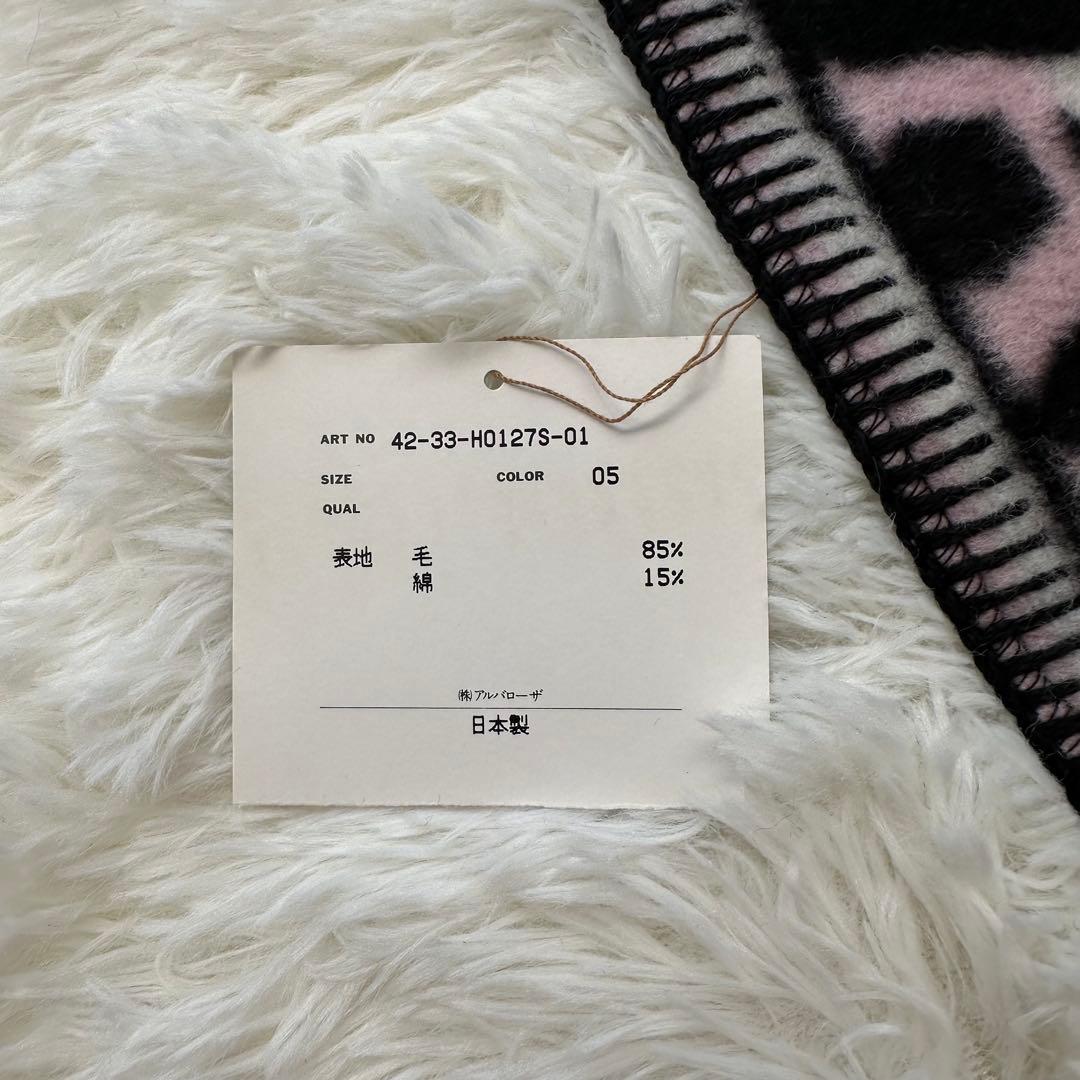 ART NO 42-33-H0127S-01
SIZE COLOR 05
QUAL
表地 毛 85%
綿 15%
㈱アルバローザ
日本製